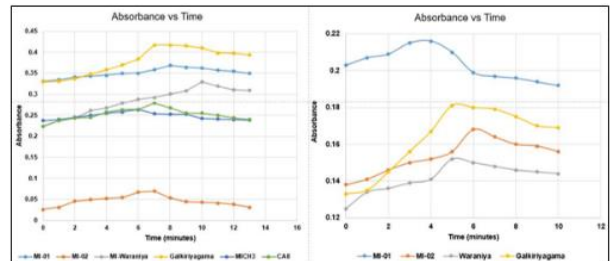 Absorbance vs Time
0.45
0.4
0.35
0.3
0.25
0.2
0.15
0.1
0.05
0
Absorbance
0 2 4 6 8 10 12 14 16
Time (minutes)
MI-01 MI-02 MI-Waraniya Galkiriyagama MICH3 CA8
Absorbance vs Time
0.22
0.2
0.18
0.16
0.14
0.12
Absorbance
0 2 4 6 8 10 12
Time (minutes)
MI-01 MI-02 Waraniya Galkiriyagama